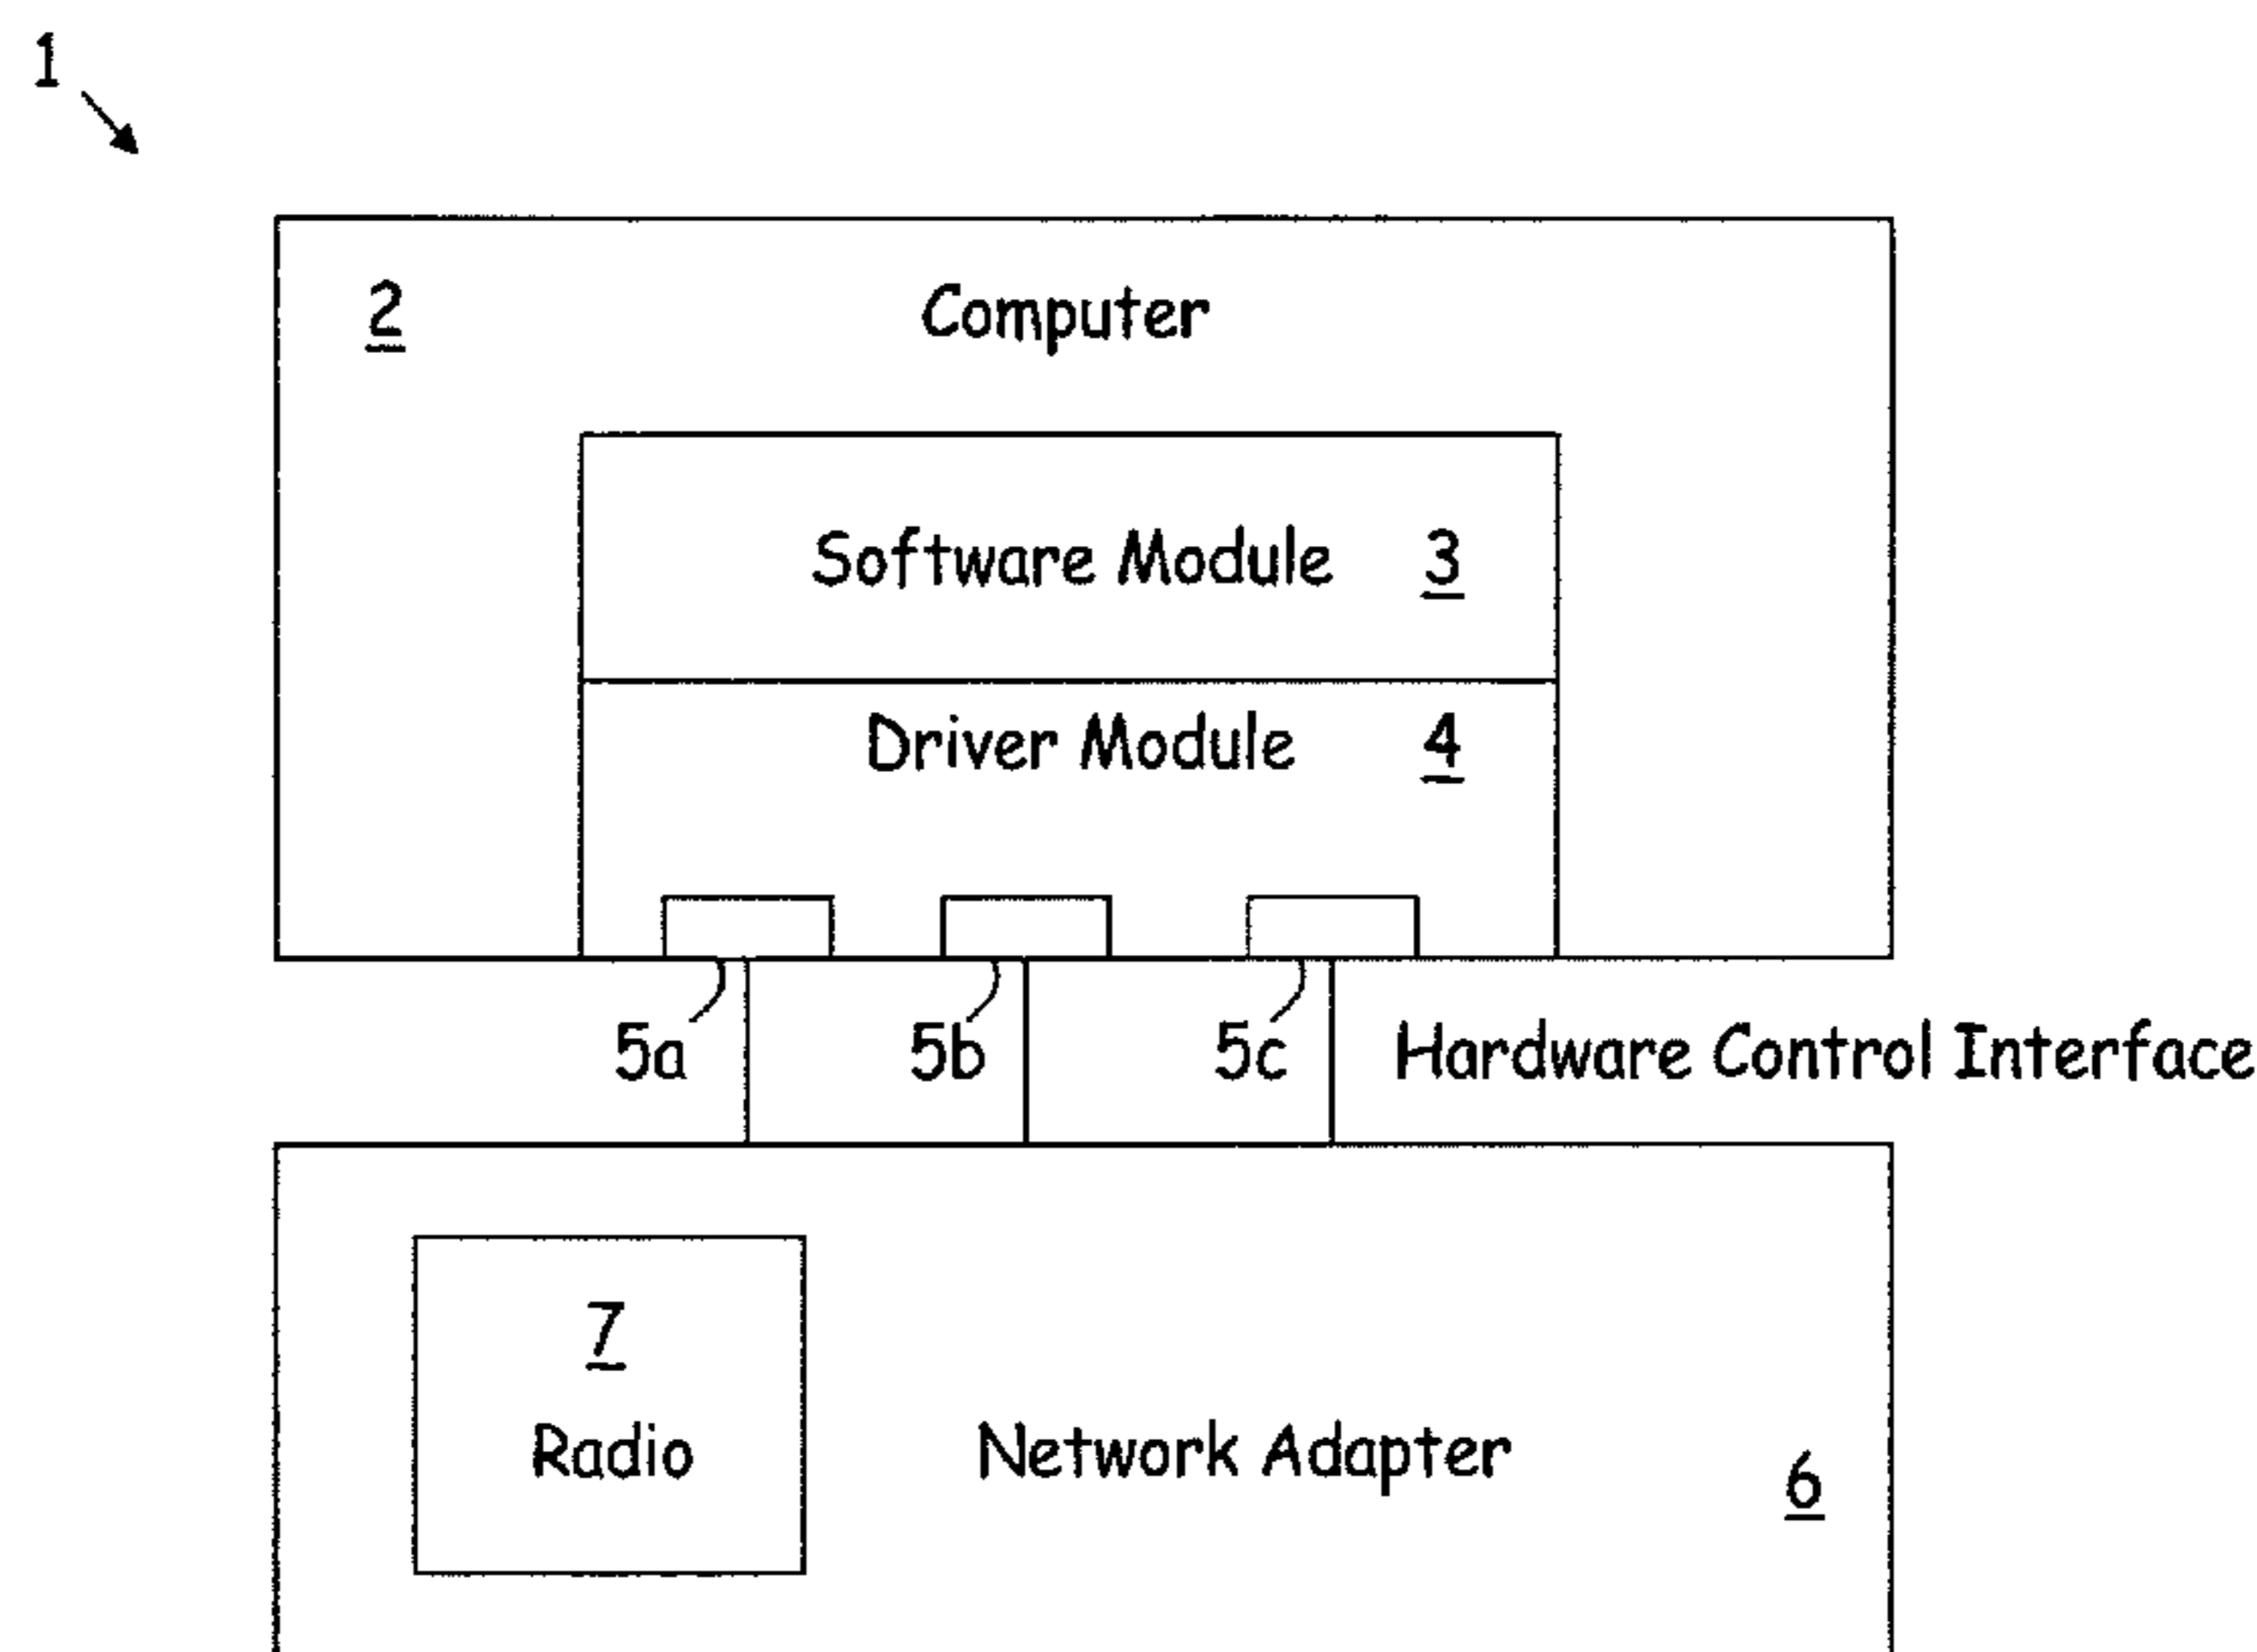 1
2 Computer
Software Module 3
Driver Module 4
5a 5b 5c Hardware Control Interface
7
Radio Network Adapter
6